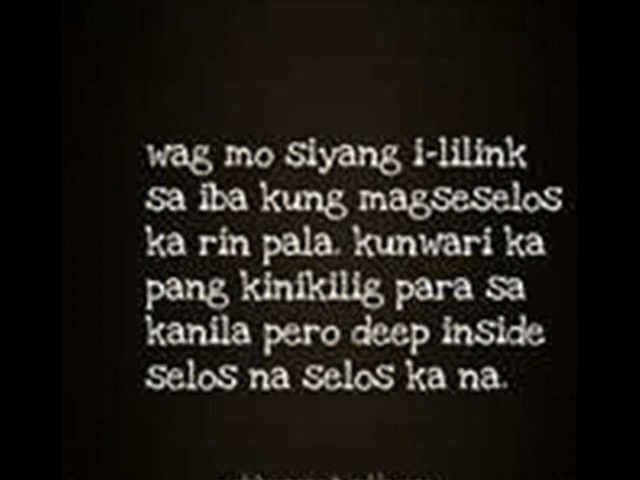 wag mo siyang i-lilink
sa iba kung magseselos
ka rin pala. kunwari ka
pang kinikilig para sa
kanila pero deep inside
selos na selos ka na.